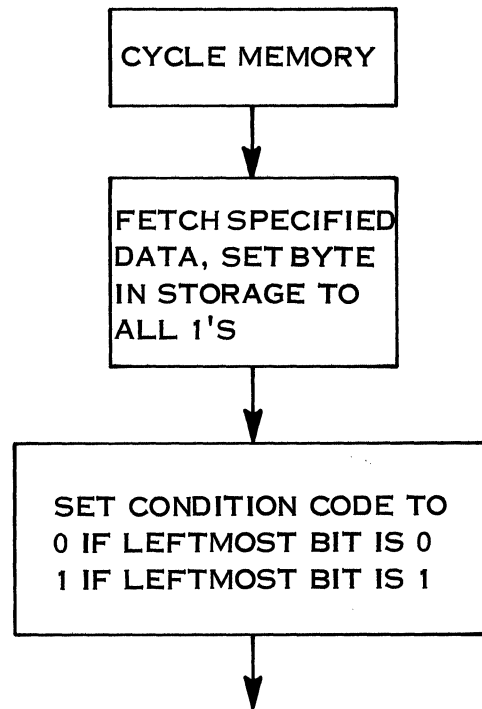 CYCLE MEMORY
FETCH SPECIFIED
DATA, SET BYTE
IN STORAGE TO
ALL 1'S
SET CONDITION CODE TO
0 IF LEFTMOST BIT IS 0
1 IF LEFTMOST BIT IS 1